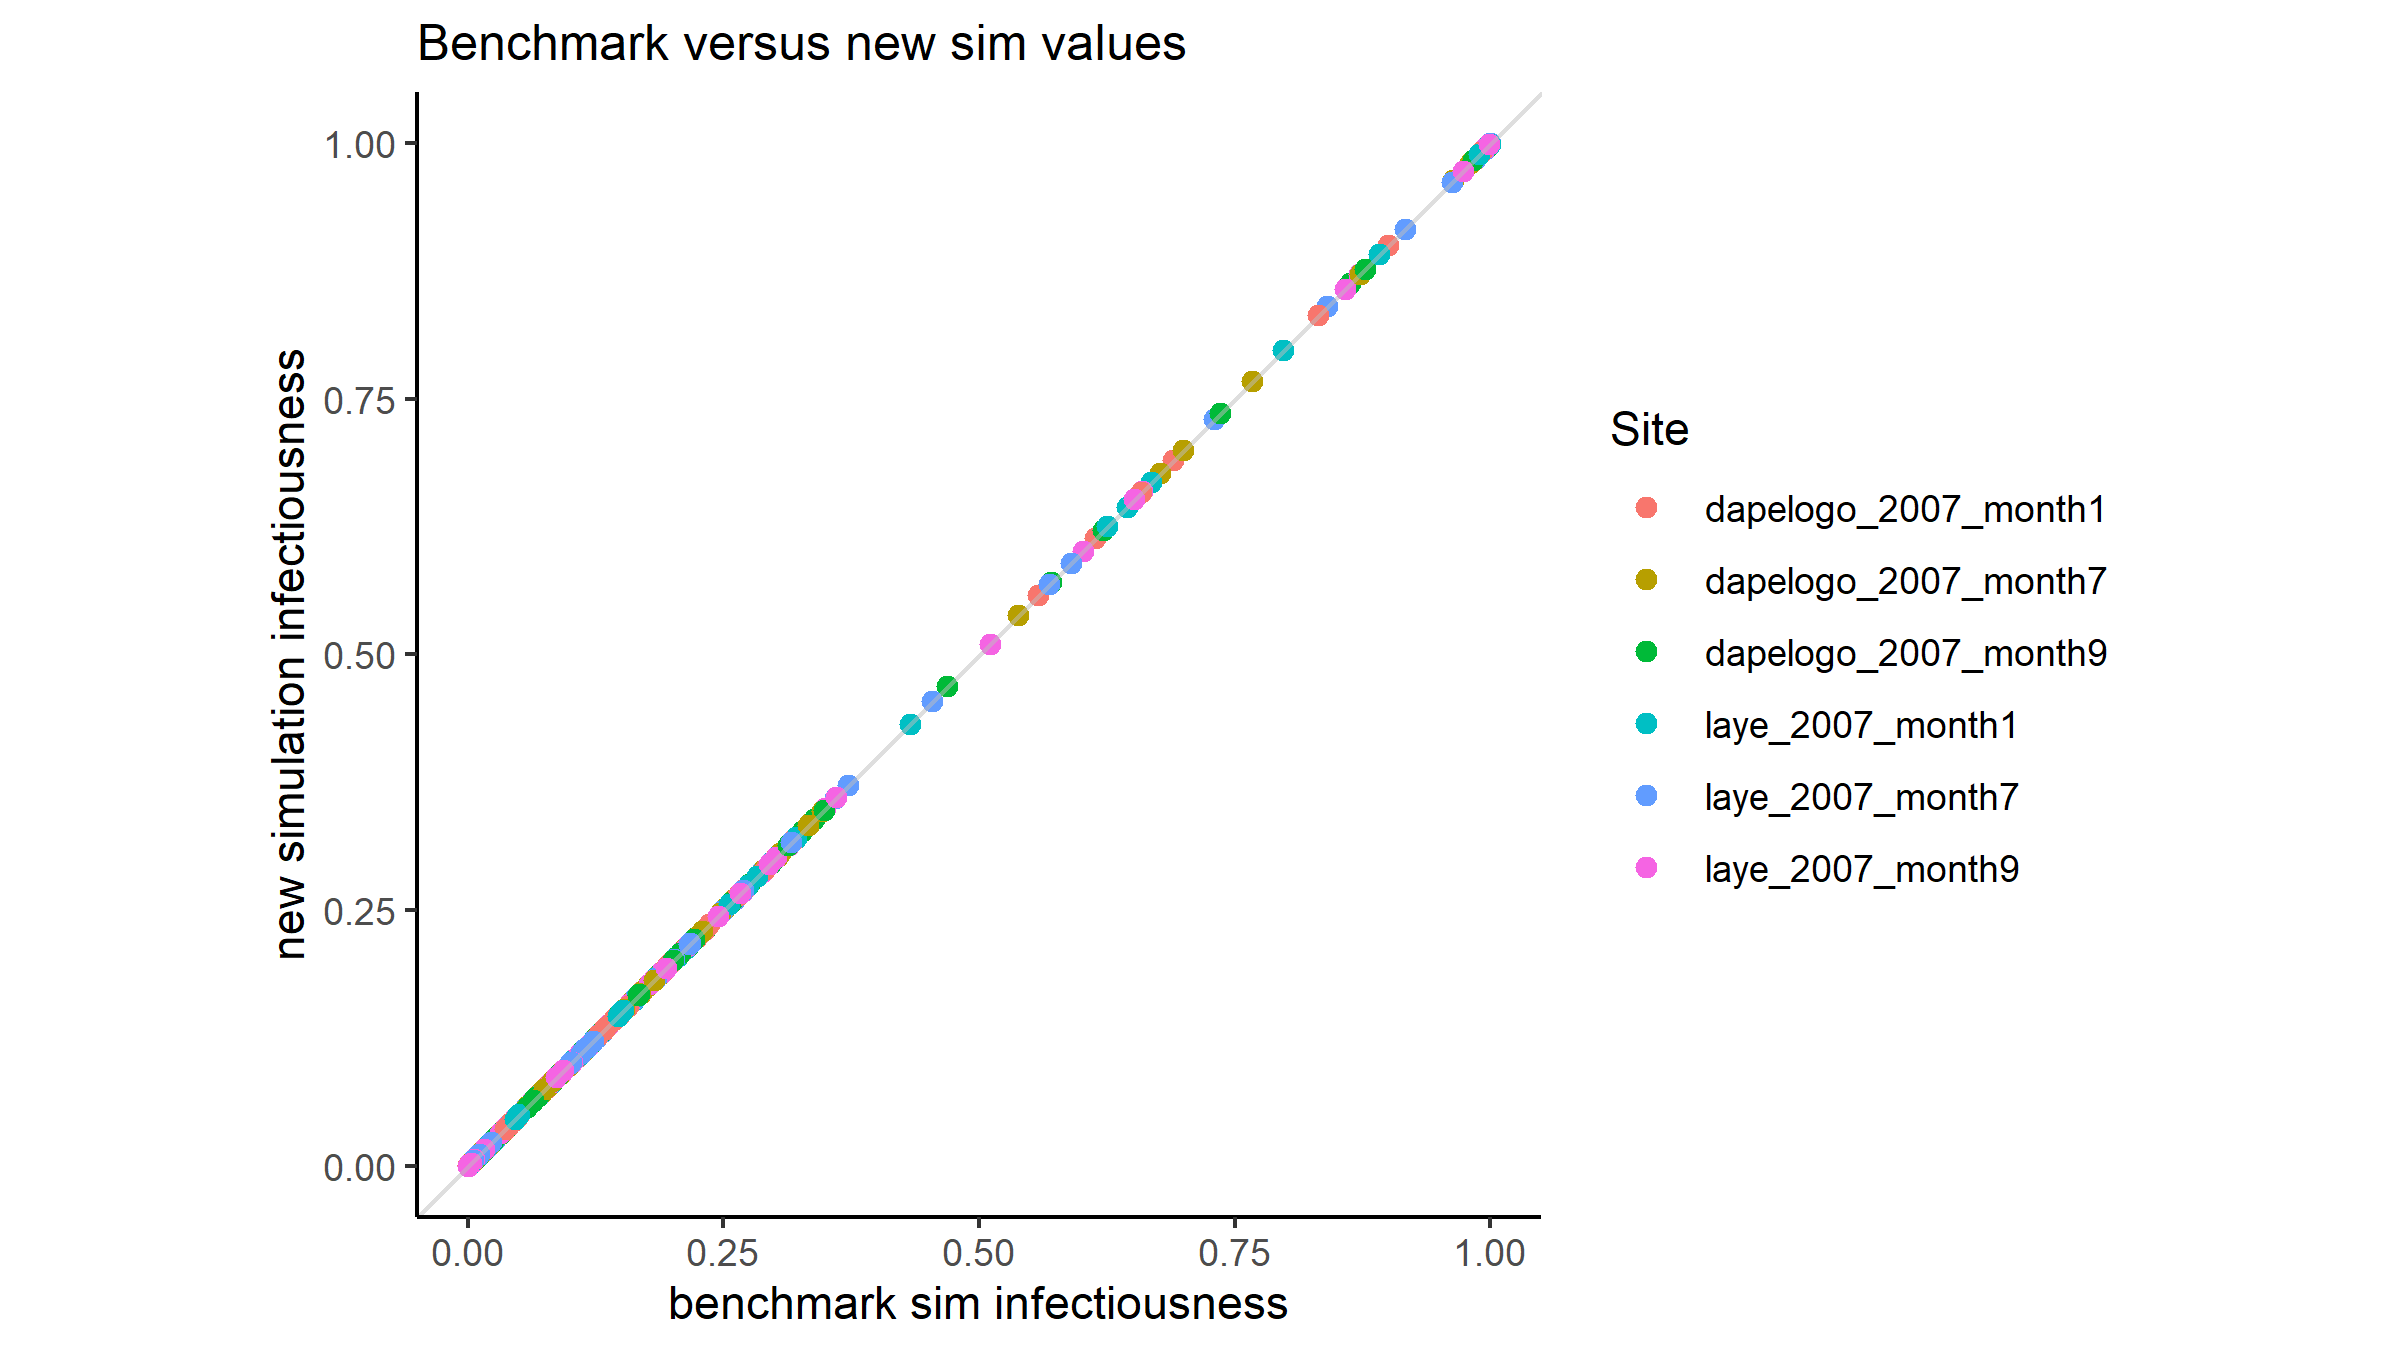 Benchmark versus new sim values
new simulation infectiousness
1.00
0.75
0.50
0.25
0.00
0.00
0.25
0.50
0.75
1.00
benchmark sim infectiousness
Site
dapelogo_2007_month1
dapelogo_2007_month7
dapelogo_2007_month9
laye_2007_month1
laye_2007_month7
laye_2007_month9